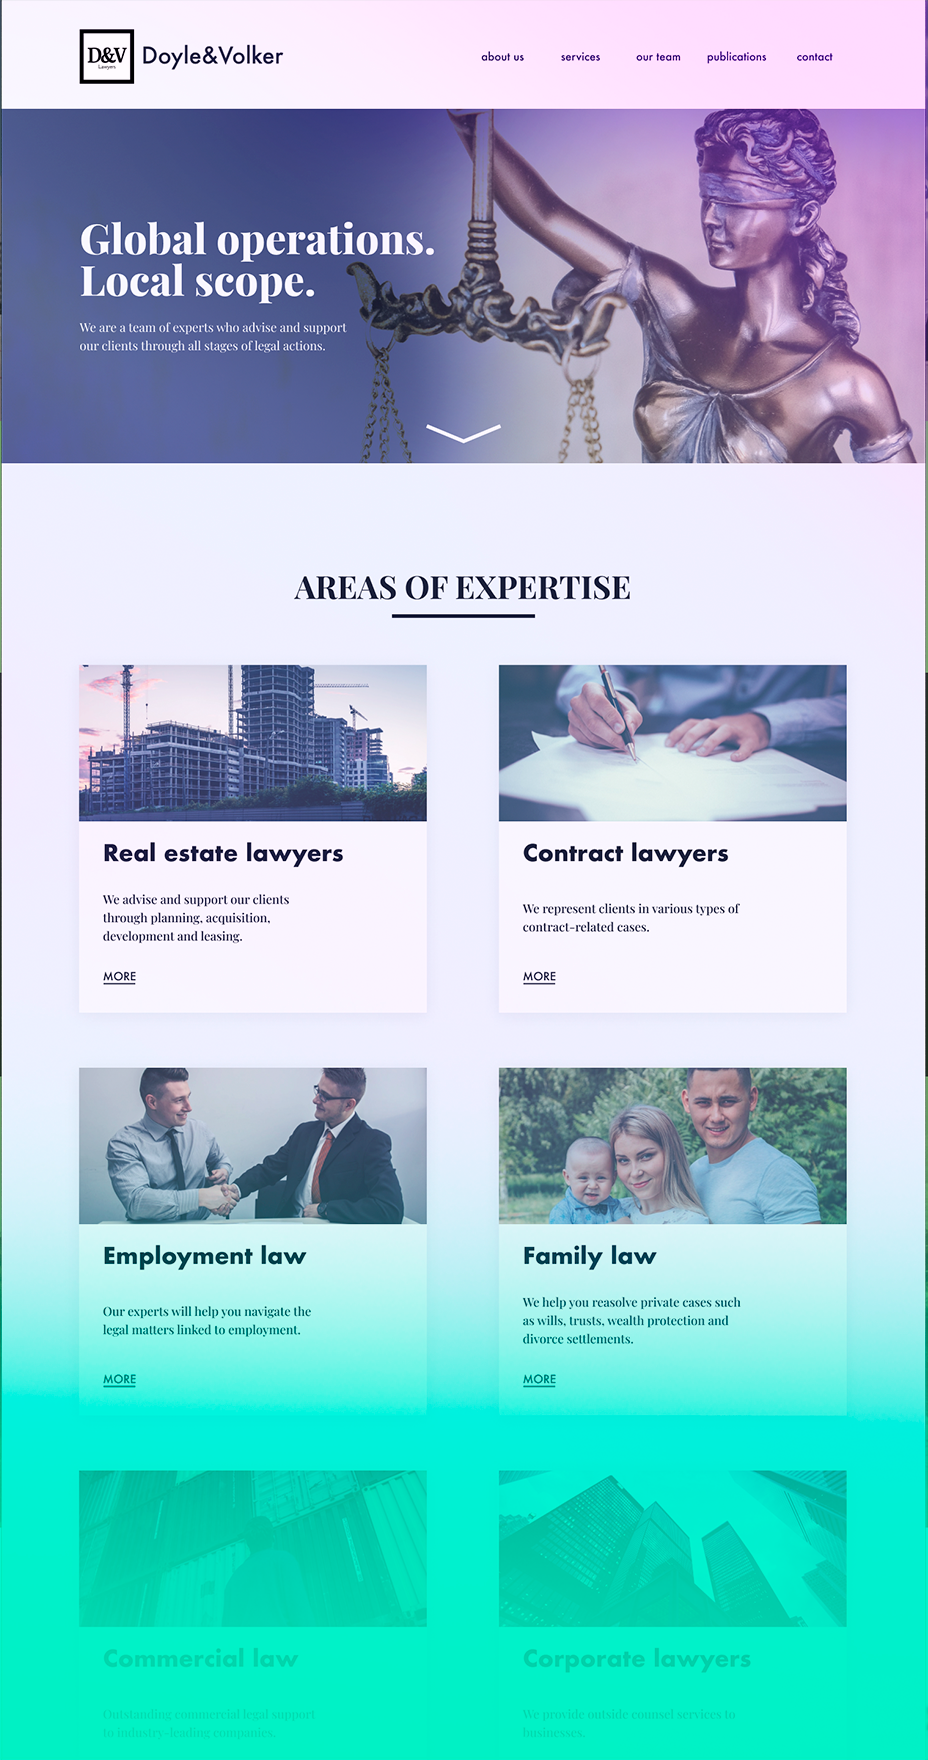 D&V
Lawyers
Doyle&Volker
about us
services
our team
publications
contact
Global operations.
Local scope.
We are a team of experts who advise and support
our clients through all stages of legal actions.
AREAS OF EXPERTISE
Real estate lawyers
We advise and support our clients
through planning, acquisition,
development and leasing.
MORE
Contract lawyers
We represent clients in various types of
contract-related cases.
MORE
Employment law
Our experts will help you navigate the
legal matters linked to employment.
MORE
Family law
We help you reasolve private cases such
as wills, trusts, wealth protection and
divorce settlements.
MORE
Commercial law
Outstanding commercial legal support
to industry-leading companies.
Corporate lawyers
We provide outside counsel services to
businesses.